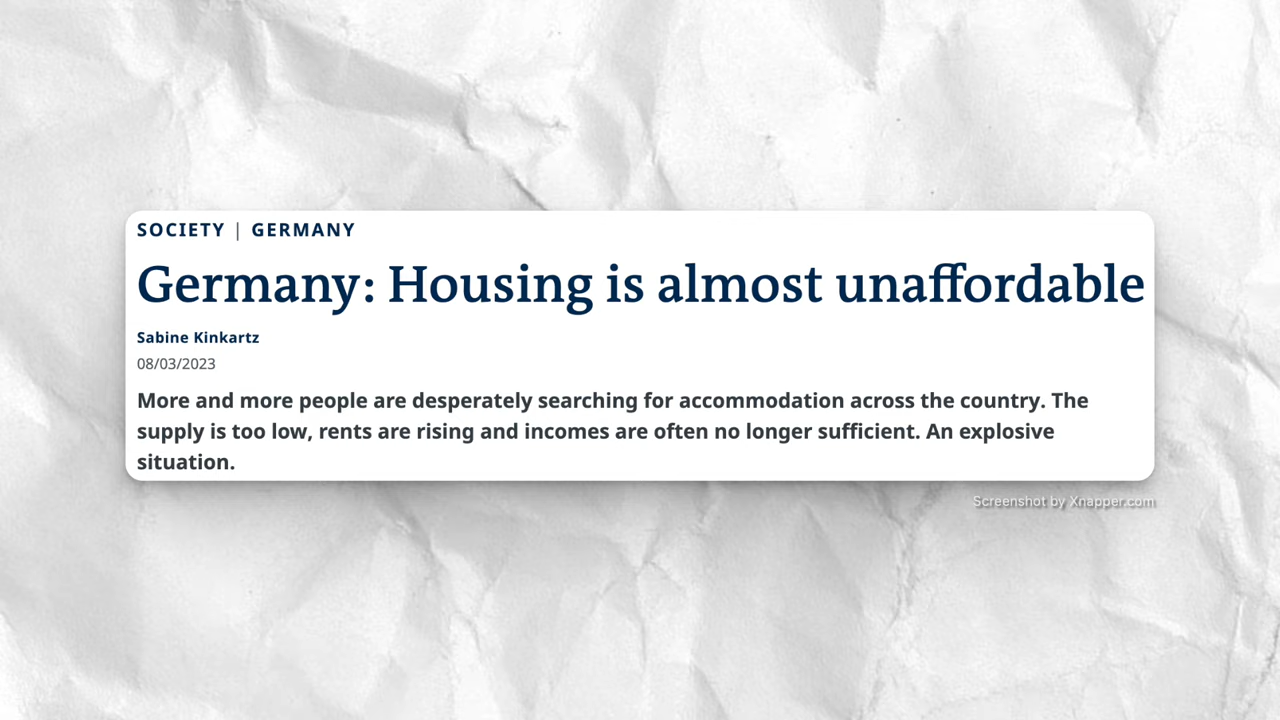 SOCIETY | GERMANY
Germany: Housing is almost unaffordable
Sabine Kinkartz
08/03/2023
More and more people are desperately searching for accommodation across the country. The
supply is too low, rents are rising and incomes are often no longer sufficient. An explosive
situation.
Screenshot by Xnapper.com